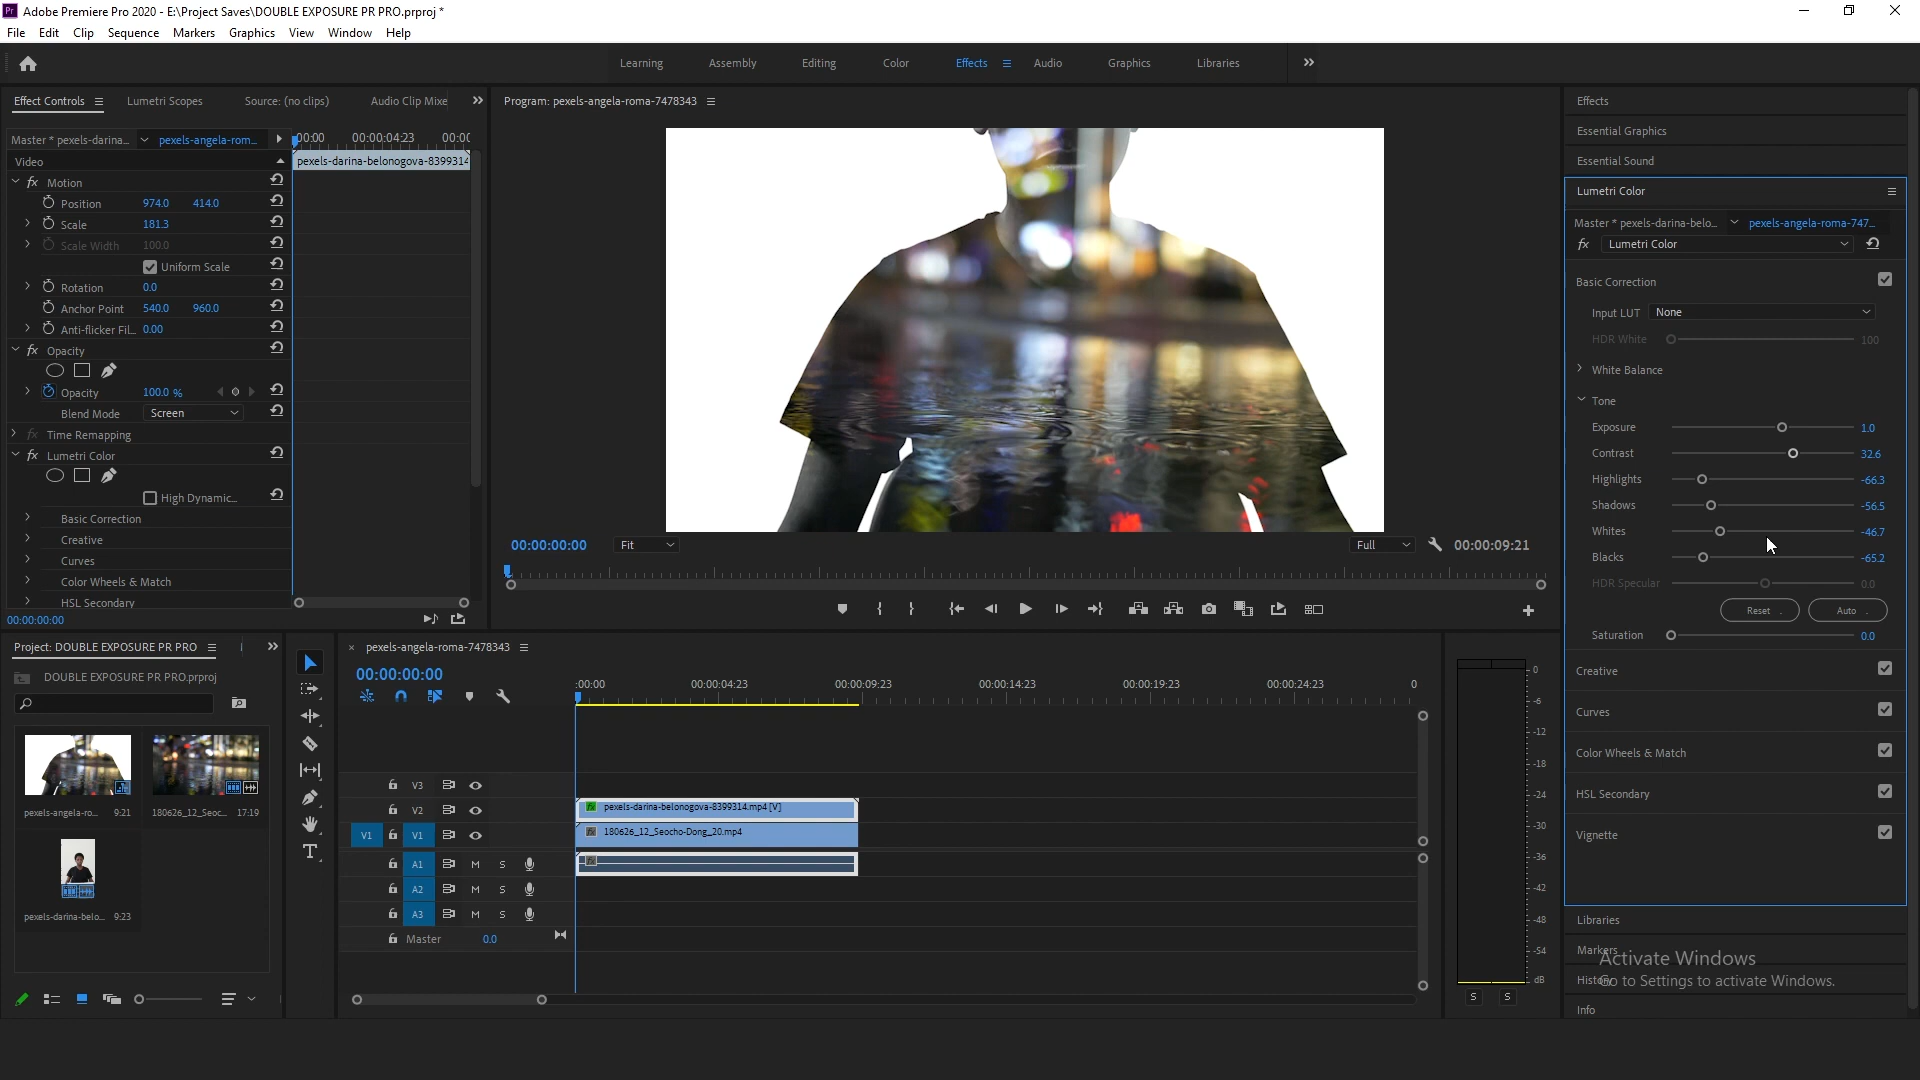 Adobe Premiere Pro 2020 - E:\Project Saves\DOUBLE EXPOSURE PR PRO.prproj *
File Edit Clip Sequence Markers Graphics View Window Help
Learning Assembly Editing Color Effects Audio Graphics Libraries
Effect Controls Lumetri Scopes Source: (no clips) Audio Clip Mixe
Program: pexels-angela-roma-7478343
Master * pexels-darina... pexels-angela-rom...
:00:00 00:00:04:23 00:00
Video
pexels-darina-belonogova-8399314
Motion
Position 974.0 414.0
Scale 181.3
Scale Width 100.0
Uniform Scale
Rotation 0.0
Anchor Point 540.0 960.0
Anti-flicker Fil... 0.00
Opacity
Opacity 100.0 %
Blend Mode Screen
Time Remapping
Lumetri Color
High Dynamic...
Basic Correction
Creative
Curves
Color Wheels & Match
HSL Secondary
00:00:00:00
00:00:00:00 Fit Full 00:00:09:21
Effects
Essential Graphics
Essential Sound
Lumetri Color
Master * pexels-darina-belo... pexels-angela-roma-747...
fx Lumetri Color
Basic Correction
Input LUT None
HDR White 100
White Balance
Tone
Exposure 1.0
Contrast 32.6
Highlights -66.3
Shadows -56.5
Whites -46.7
Blacks -65.2
HDR Specular 0.0
Reset Auto
Saturation 0.0
Creative
Curves
Color Wheels & Match
HSL Secondary
Vignette
Libraries
Markers
History
Info
Activate Windows
Go to Settings to activate Windows.
Project: DOUBLE EXPOSURE PR PRO
DOUBLE EXPOSURE PR PRO.prproj
pexels-angela-ro... 9:21
180626_12_Seoc... 17:19
pexels-darina-belo... 9:23
pexels-angela-roma-7478343
00:00:00:00
:00:00 00:00:04:23 00:00:09:23 00:00:14:23 00:00:19:23 00:00:24:23 0
V3
V2 pexels-darina-belonogova-8399314.mp4 [V]
V1 V1 180626_12_Seocho-Dong_20.mp4
A1 M S
A2 M S
A3 M S
Master 0.0
0
-6
-12
-18
-24
-30
-36
-42
-48
-54
dB
S S